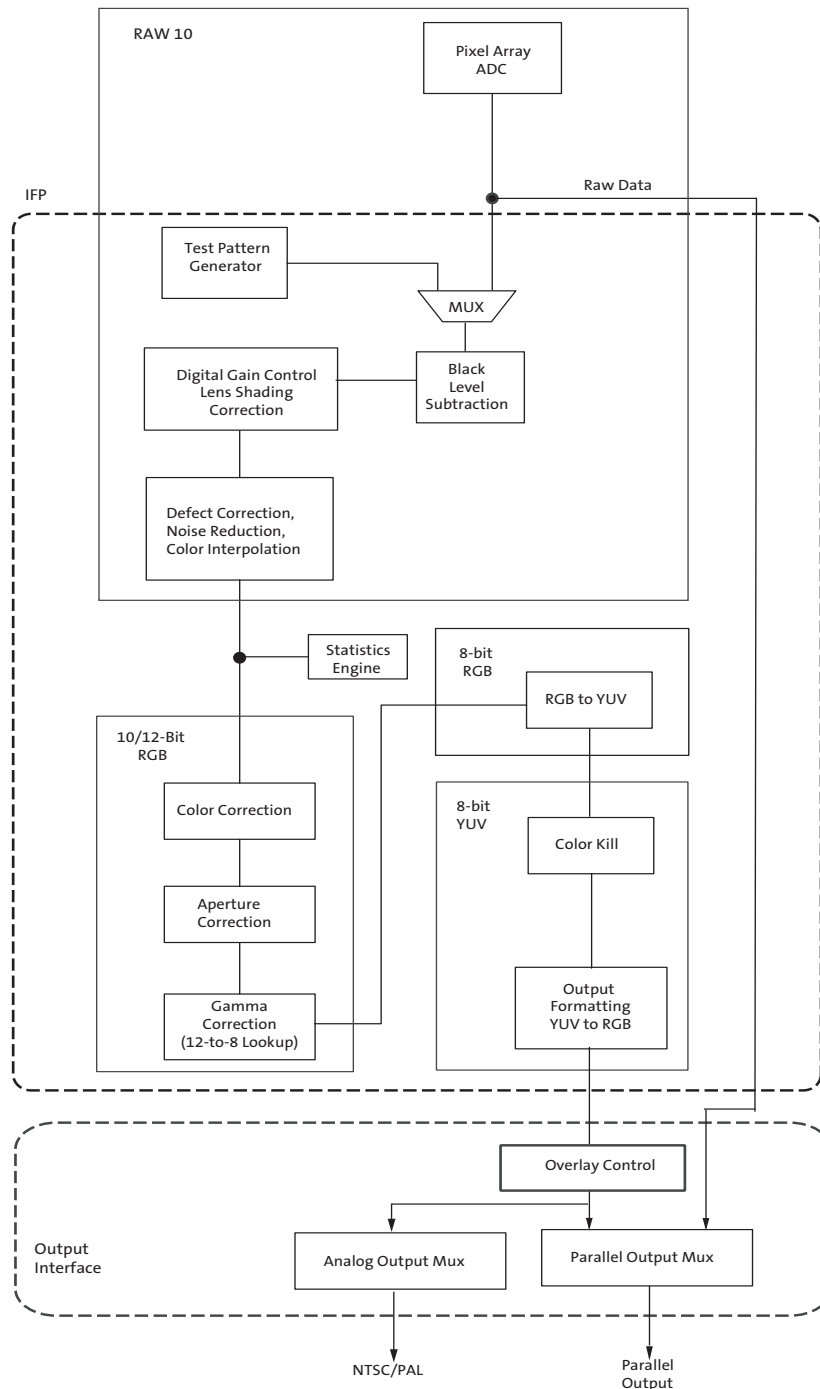 RAW 10
Pixel Array
ADC
IFP
Raw Data
Test Pattern
Generator
MUX
Digital Gain Control
Lens Shading
Correction
Black
Level
Subtraction
Defect Correction,
Noise Reduction,
Color Interpolation
Statistics
Engine
8-bit
RGB
RGB to YUV
10/12-Bit
RGB
Color Correction
8-bit
YUV
Color Kill
Aperture
Correction
Gamma
Correction
(12-to-8 Lookup)
Output
Formatting
YUV to RGB
Overlay Control
Output
Interface
Analog Output Mux
Parallel Output Mux
NTSC/PAL
Parallel
Output